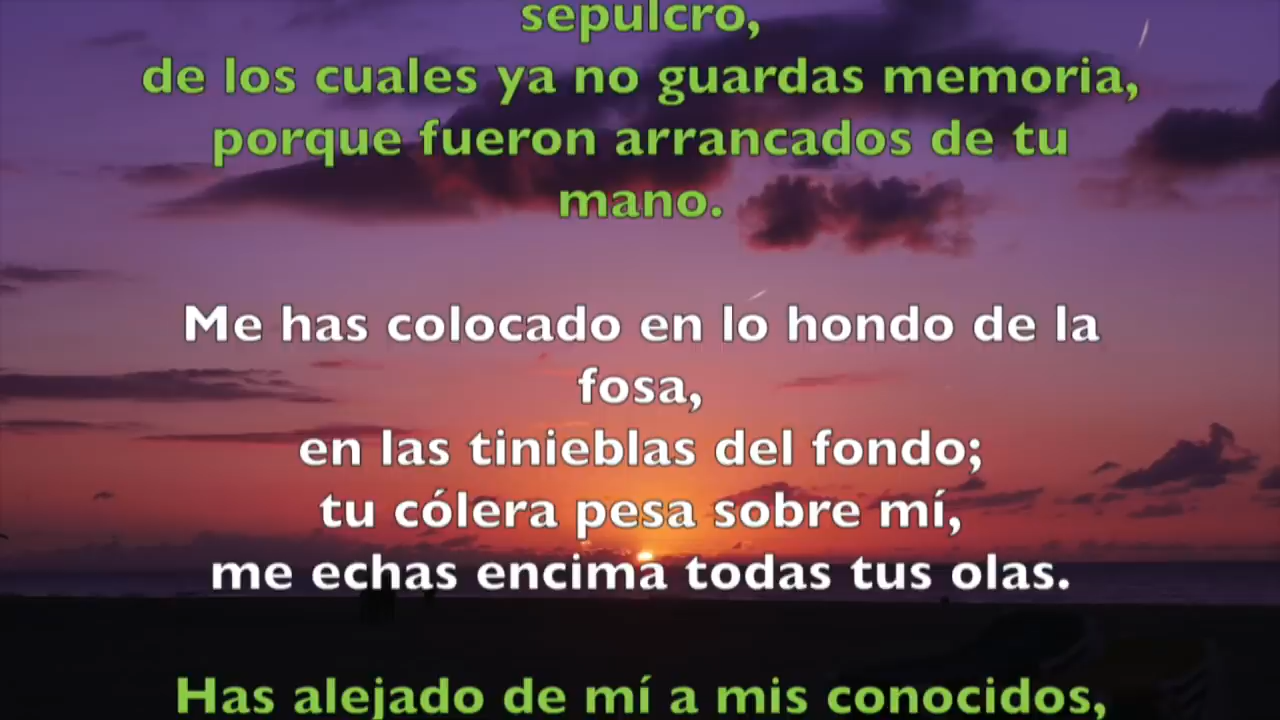 sepulcro,
de los cuales ya no guardas memoria,
porque fueron arrancados de tu
mano.
Me has colocado en lo hondo de la
fosa,
en las tinieblas del fondo;
tu cólera pesa sobre mí,
me echas encima todas tus olas.
Has alejado de mí a mis conocidos,